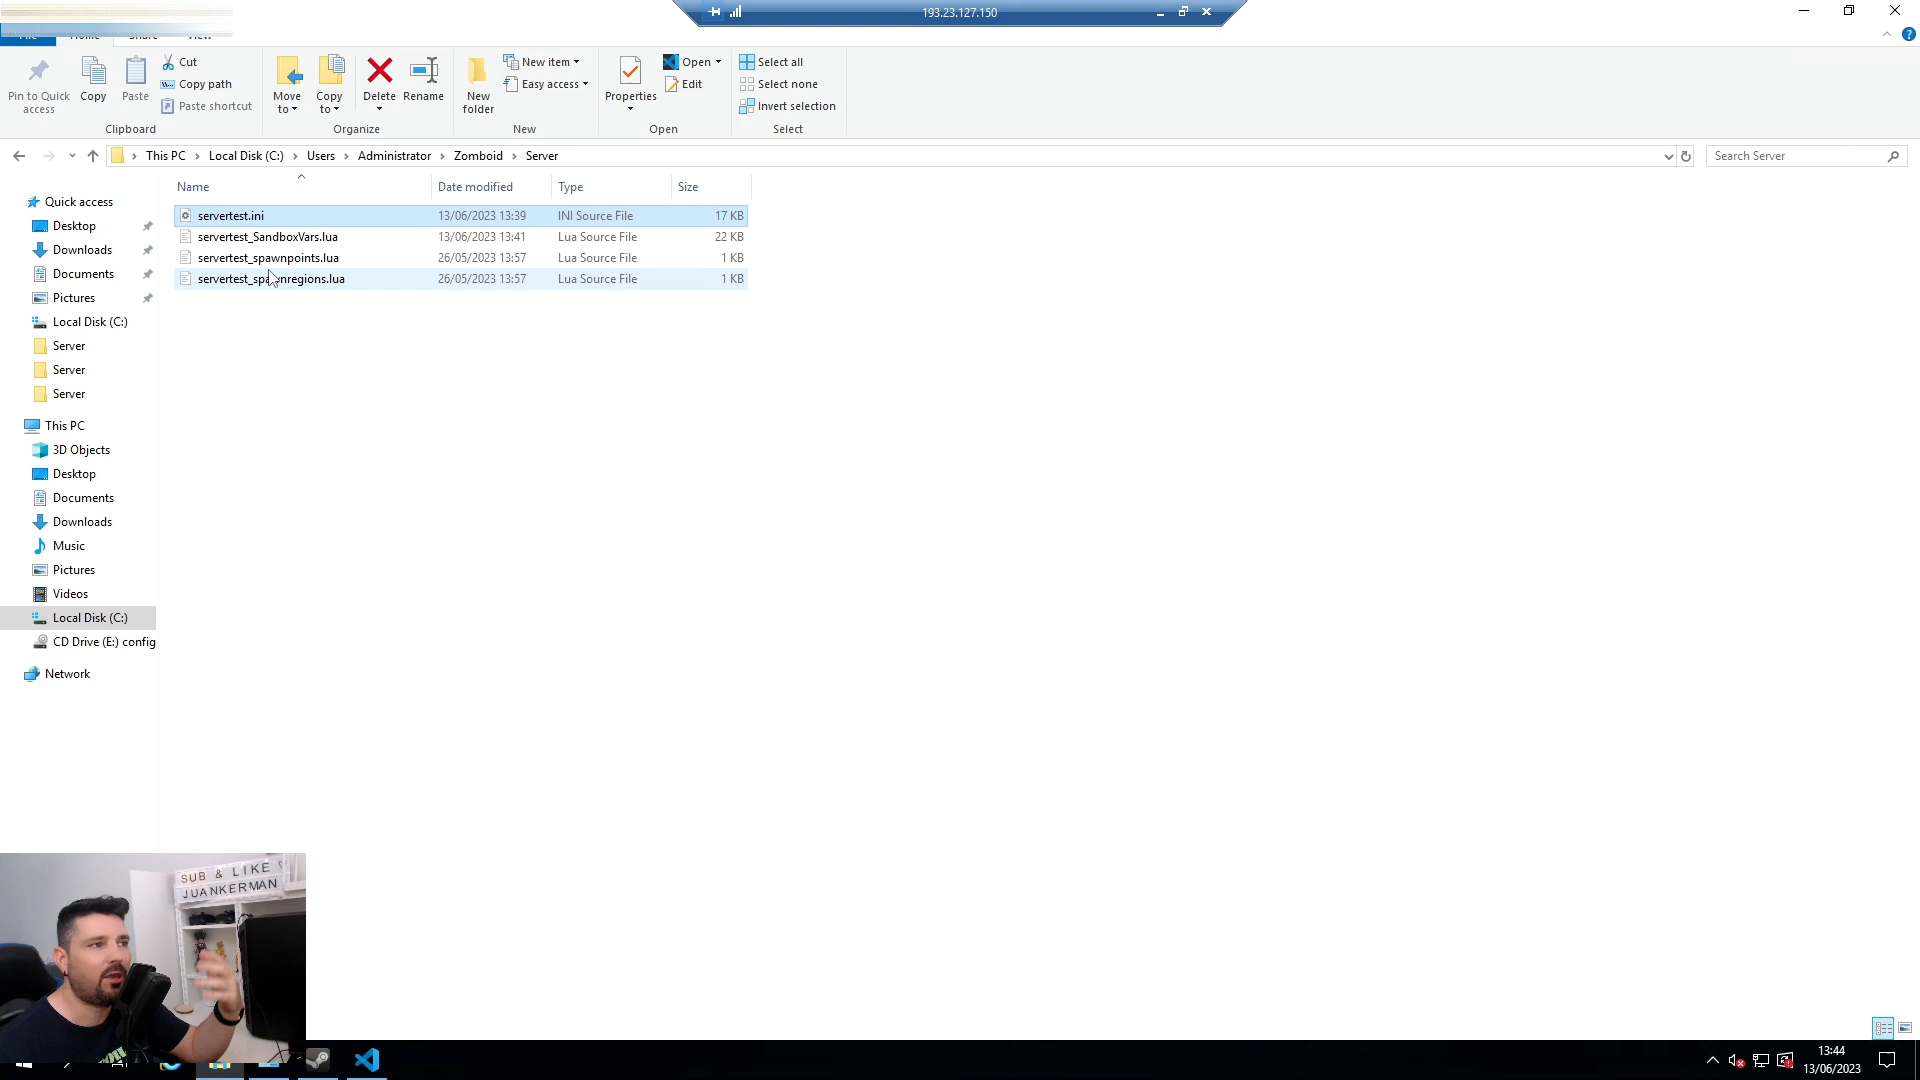 193.23.127.150
File Home Share View
Pin to Quick access
Copy
Paste
Cut
Copy path
Paste shortcut
Clipboard
Move to
Copy to
Delete
Rename
Organize
New folder
New item
Easy access
New
Properties
Open
Edit
Open
Select all
Select none
Invert selection
Select
This PC > Local Disk (C:) > Users > Administrator > Zomboid > Server
Search Server
Name Date modified Type Size
servertest.ini 13/06/2023 13:39 INI Source File 17 KB
servertest_SandboxVars.lua 13/06/2023 13:41 Lua Source File 22 KB
servertest_spawnpoints.lua 26/05/2023 13:57 Lua Source File 1 KB
servertest_spawnregions.lua 26/05/2023 13:57 Lua Source File 1 KB
Quick access
Desktop
Downloads
Documents
Pictures
Local Disk (C:)
Server
Server
Server
This PC
3D Objects
Desktop
Documents
Downloads
Music
Pictures
Videos
Local Disk (C:)
CD Drive (E:) config
Network
SUB & LIKE
JUANKERMAN
13:44
13/06/2023